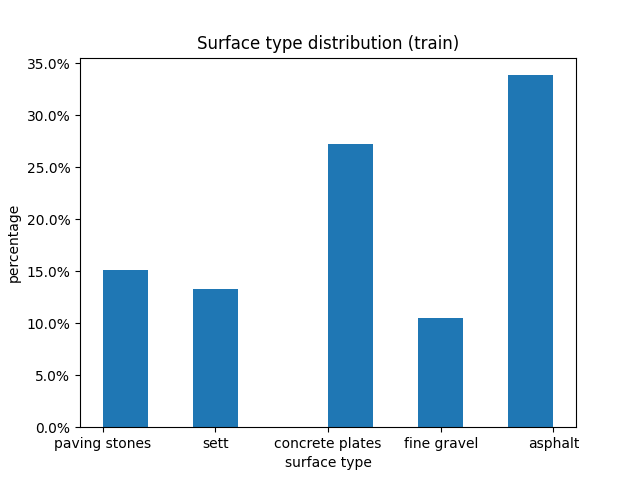 Surface type distribution (train)
35.0%
30.0%
25.0%
20.0%
15.0%
10.0%
5.0%
0.0%
percentage
paving stones sett concrete plates fine gravel asphalt
surface type